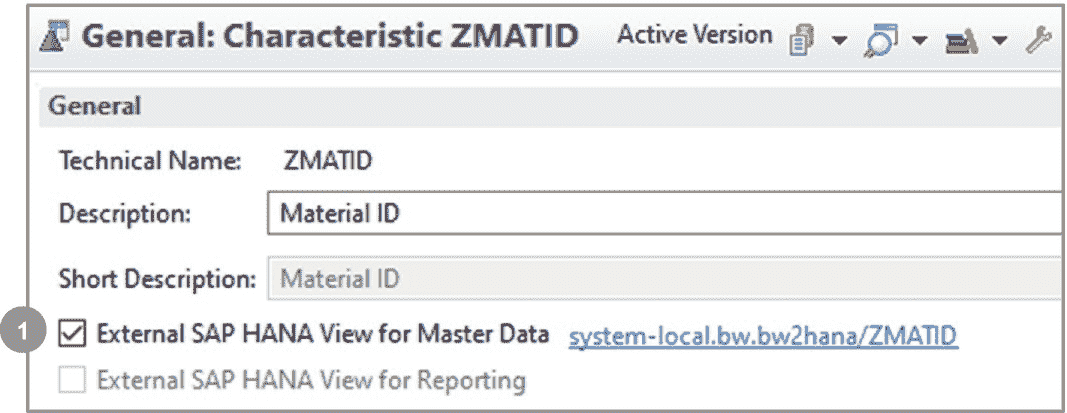 General: Characteristic ZMATID Active Version
General
Technical Name: ZMATID
Description: Material ID
Short Description: Material ID
1 External SAP HANA View for Master Data system-local.bw.bw2hana/ZMATID
External SAP HANA View for Reporting